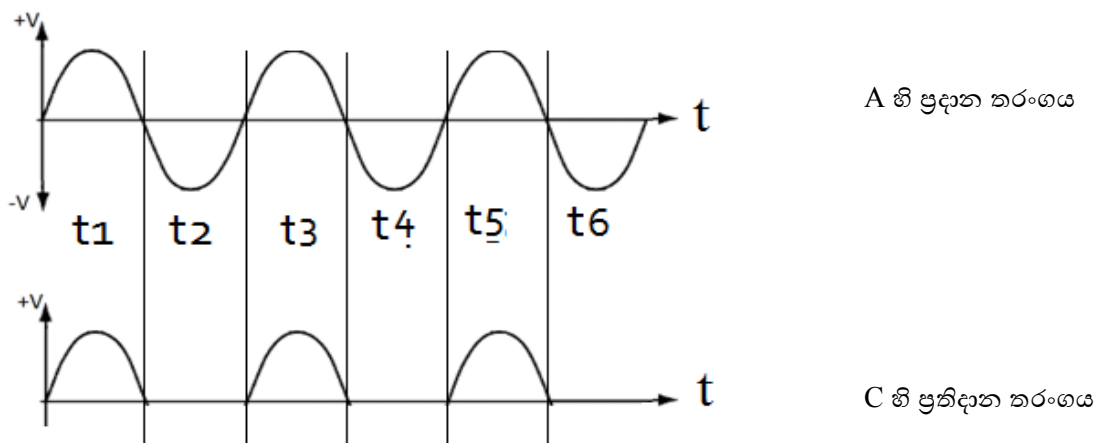 +V
t
A හි ප්‍රදාන තරංගය
-V
t1 t2 t3 t4 t5 t6
+V
t
C හි ප්‍රතිදාන තරංගය